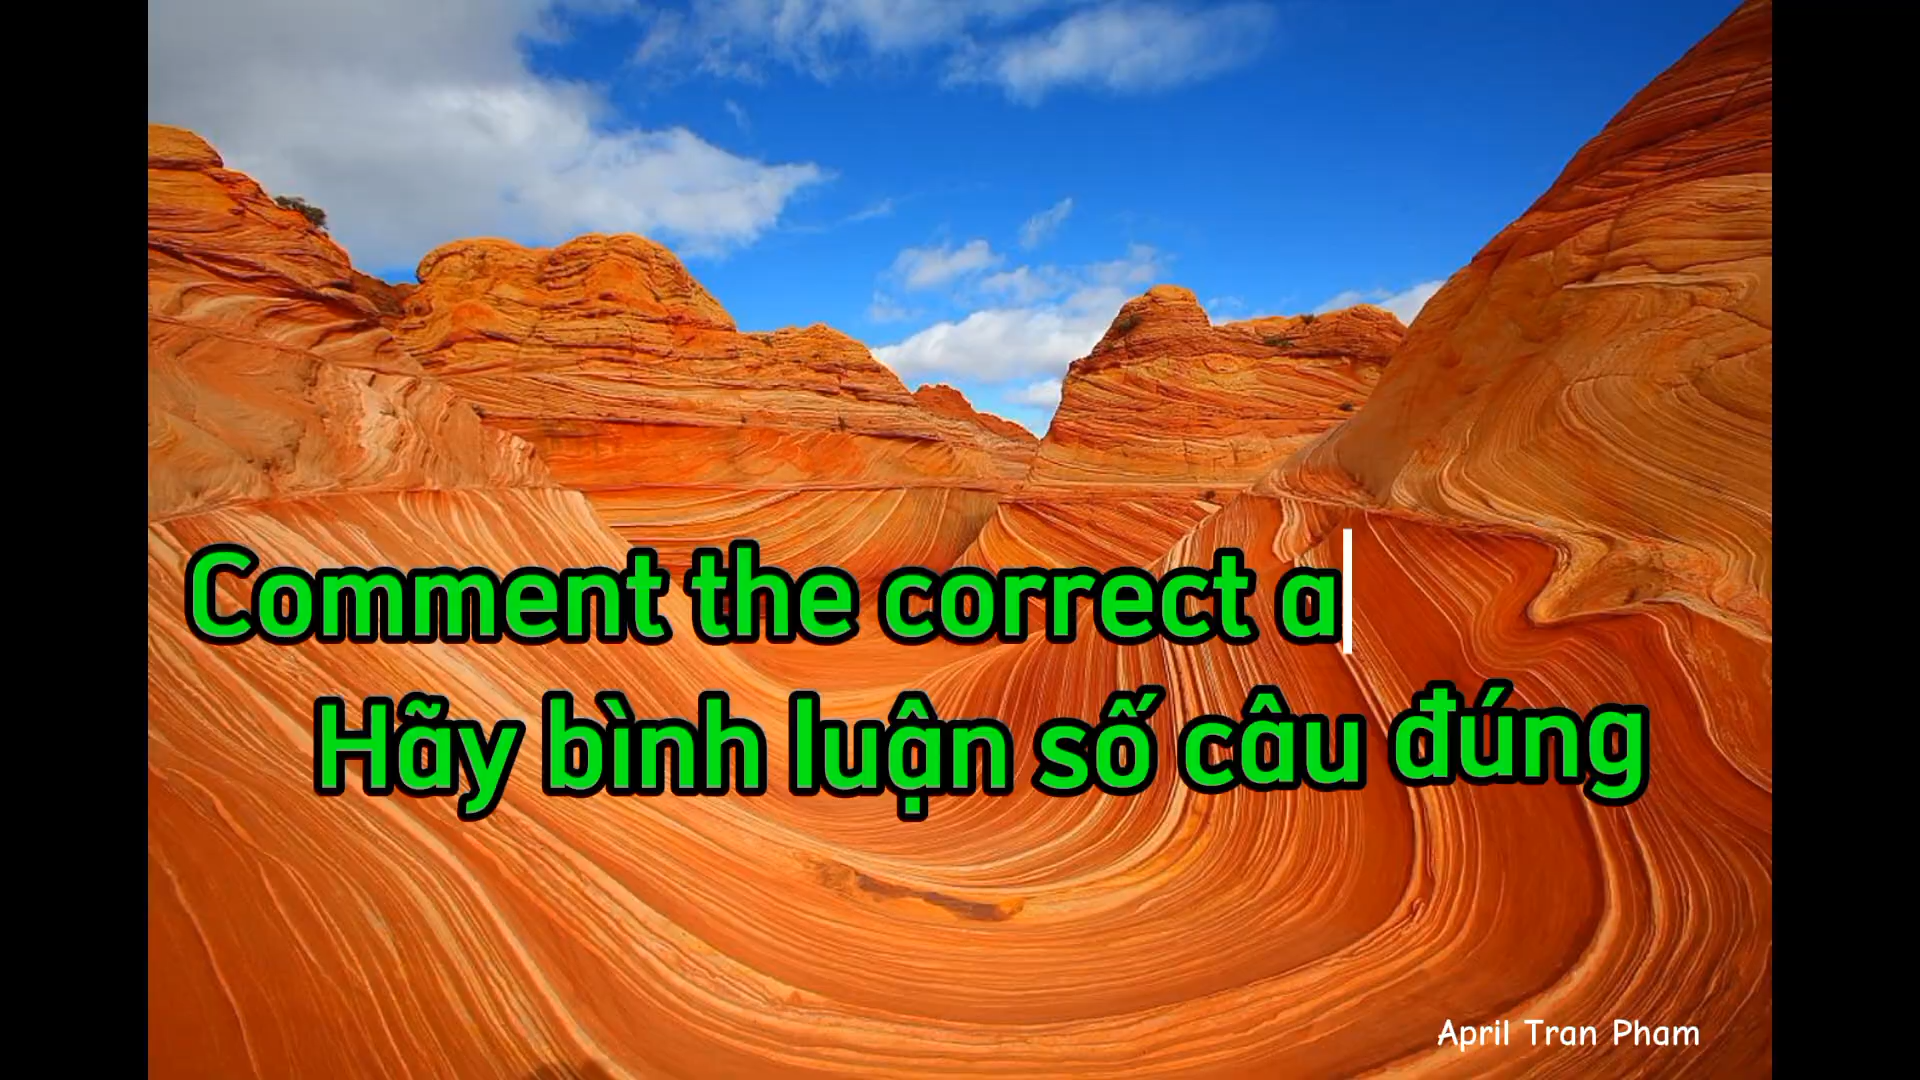 Comment the correct a
Hãy bình luận số câu đúng
April Tran Pham